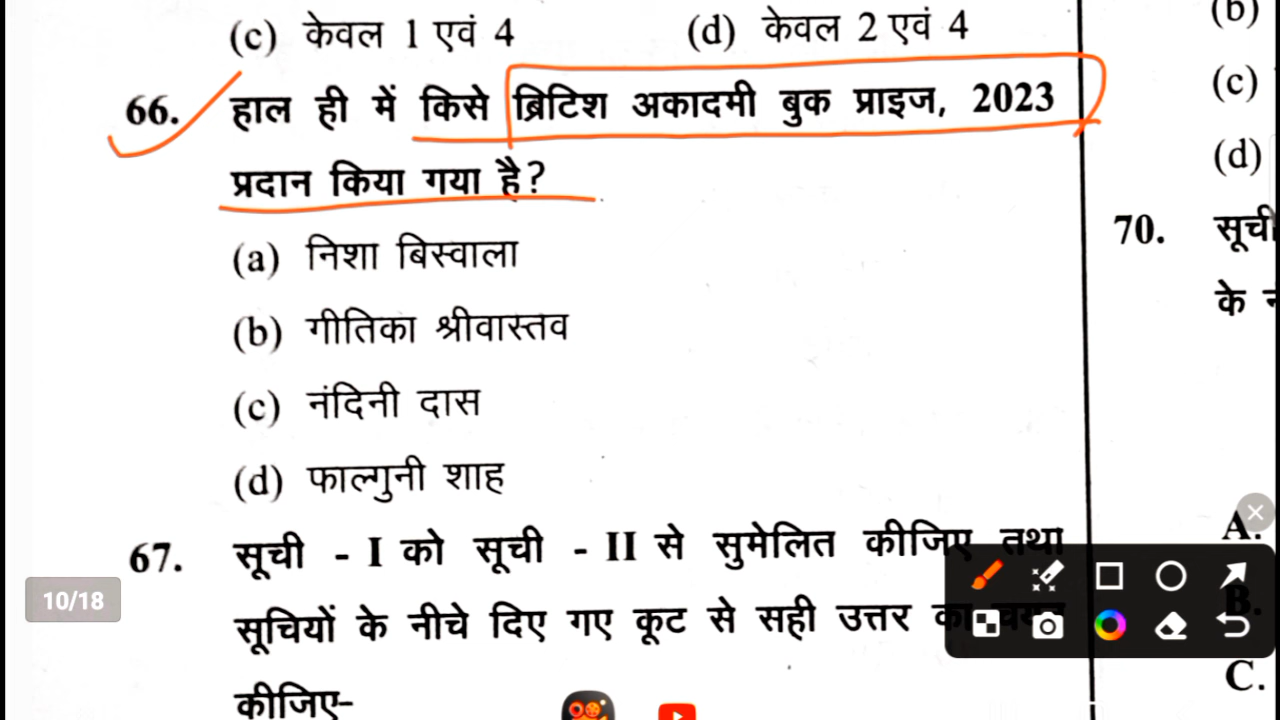 (c) केवल 1 एवं 4 (d) केवल 2 एवं 4
66. हाल ही में किसे ब्रिटिश अकादमी बुक प्राइज, 2023
प्रदान किया गया है?
(a) निशा बिस्वाला
(b) गीतिका श्रीवास्तव
(c) नंदिनी दास
(d) फाल्गुनी शाह
67. सूची - I को सूची - II से सुमेलित कीजिए तथा
सूचियों के नीचे दिए गए कूट से सही उत्तर का
कीजिए-
10/18
(b)
(c)
(d)
70. सूची
के
A.
B.
C.